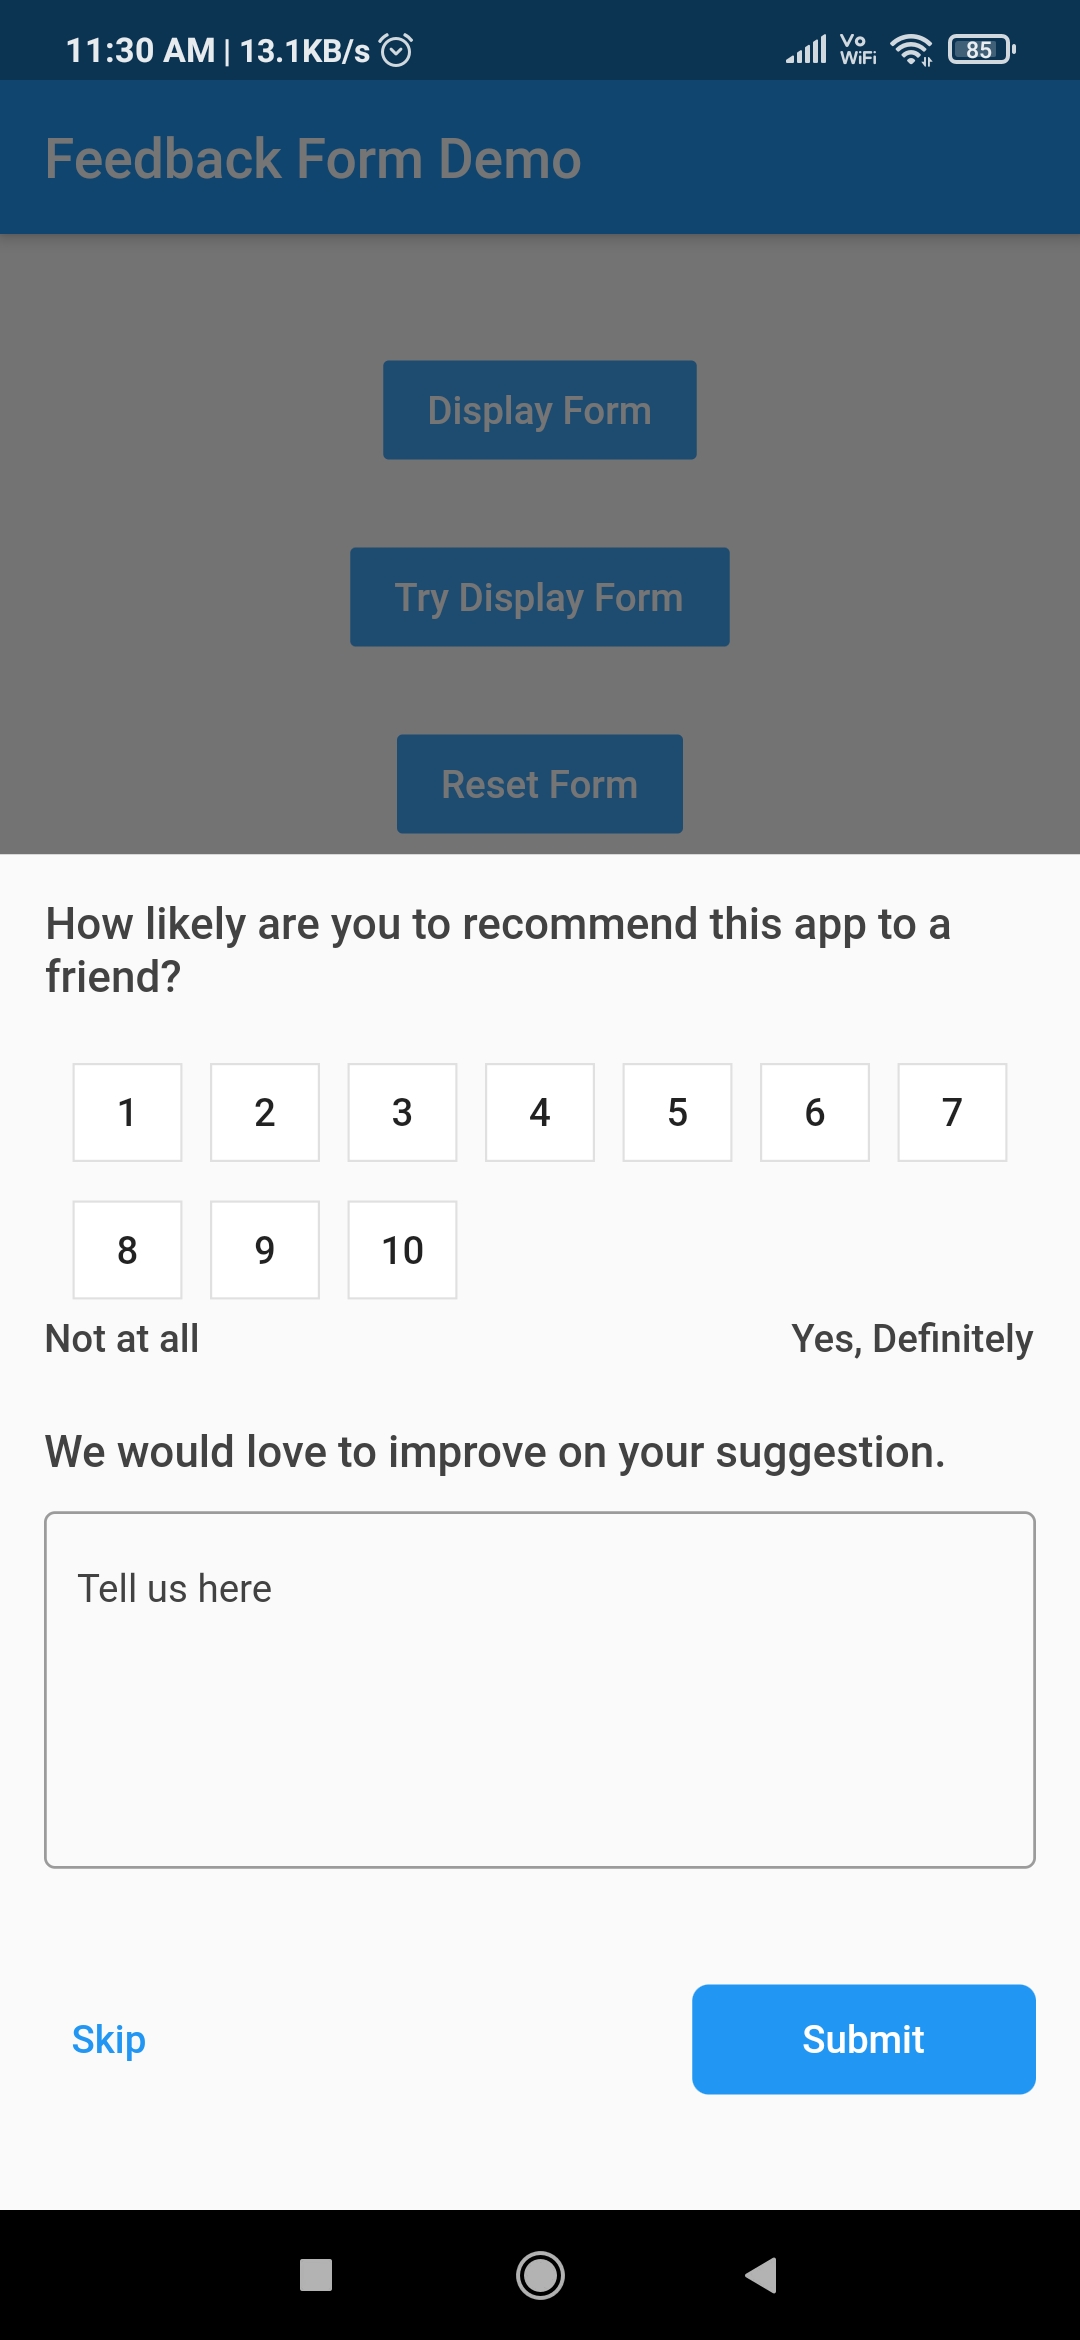 11:30 AM | 13.1KB/s
Vo
WiFi
85
Feedback Form Demo
Display Form
Try Display Form
Reset Form
How likely are you to recommend this app to a
friend?
1 2 3 4 5 6 7
8 9 10
Not at all Yes, Definitely
We would love to improve on your suggestion.
Tell us here
Skip Submit